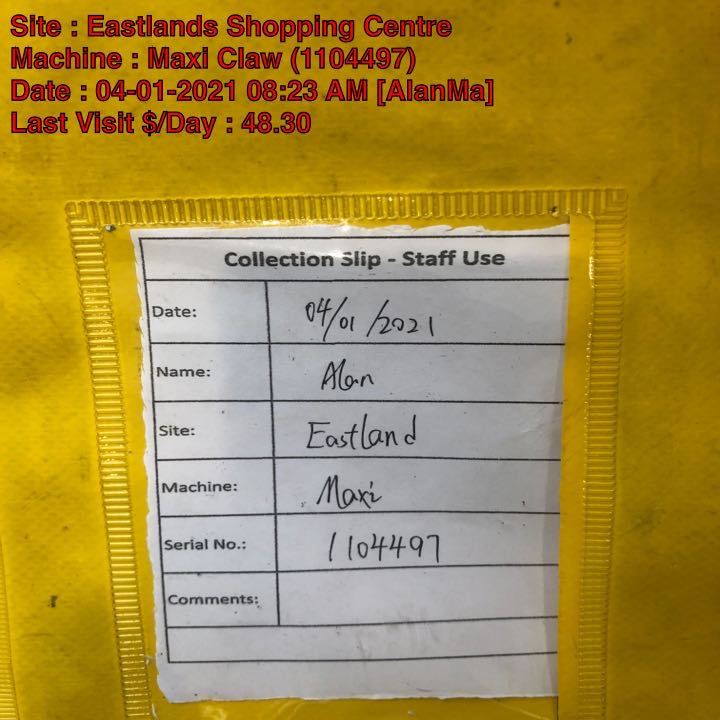 Site : Eastlands Shopping Centre
Machine : Maxi Claw (1104497)
Date : 04-01-2021 08:23 AM [AlanMa]
Last Visit $/Day : 48.30
Collection Slip - Staff Use
Date: 04/01/2021
Name: Alan
Site: Eastland
Machine: Maxi
Serial No.: 1104497
Comments: